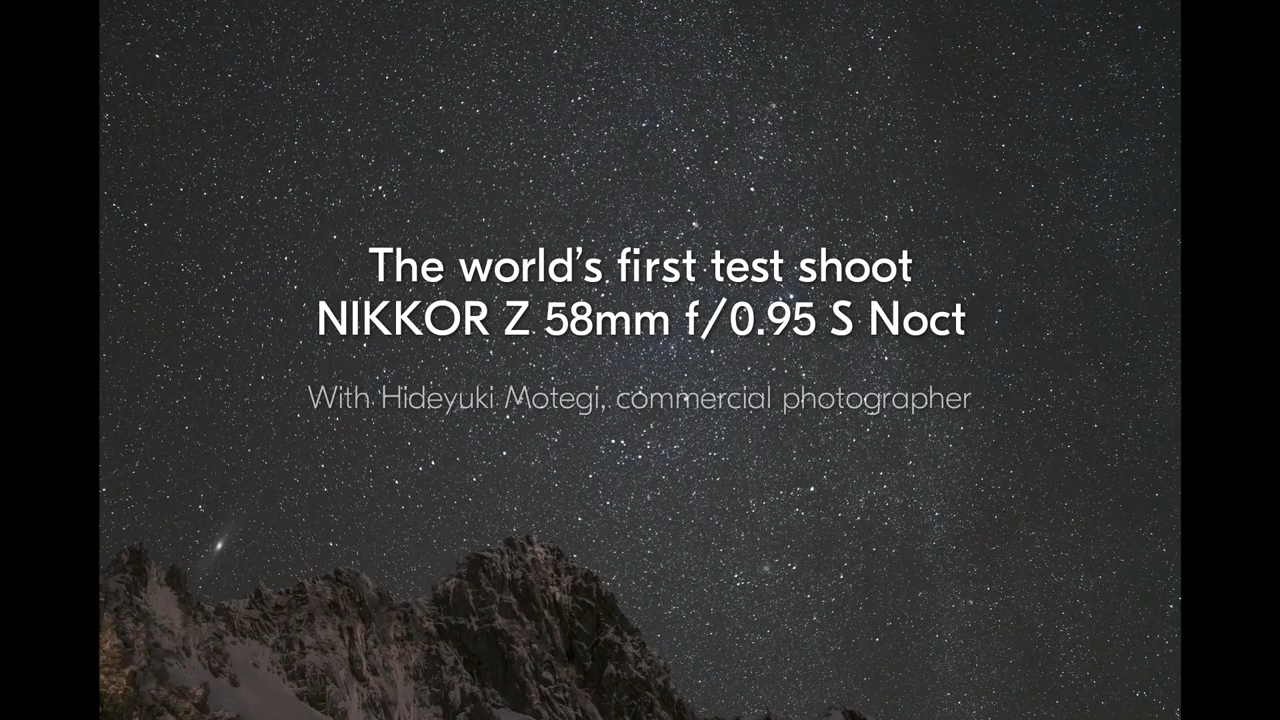 The world’s first test shoot
NIKKOR Z 58mm f/0.95 S Noct
With Hideyuki Motegi, commercial photographer